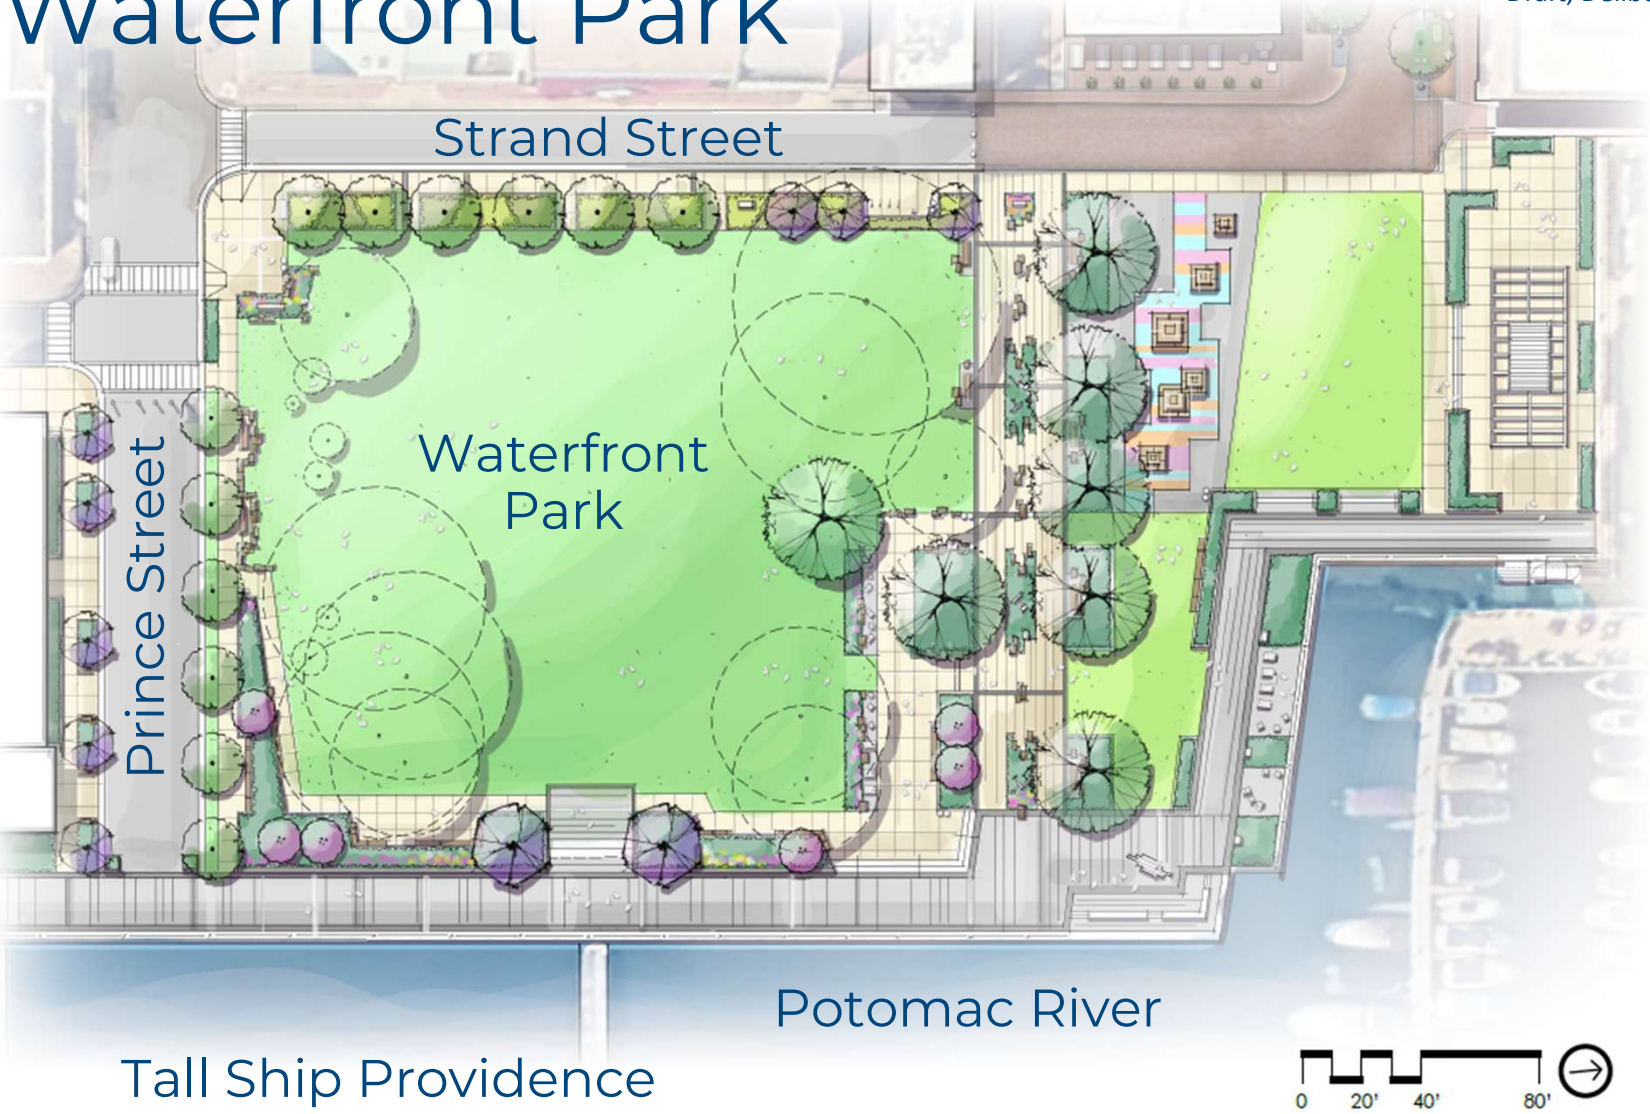 Waterfront Park
Strand Street
Waterfront
Park
Prince Street
Potomac River
Tall Ship Providence
0 20' 40' 80'